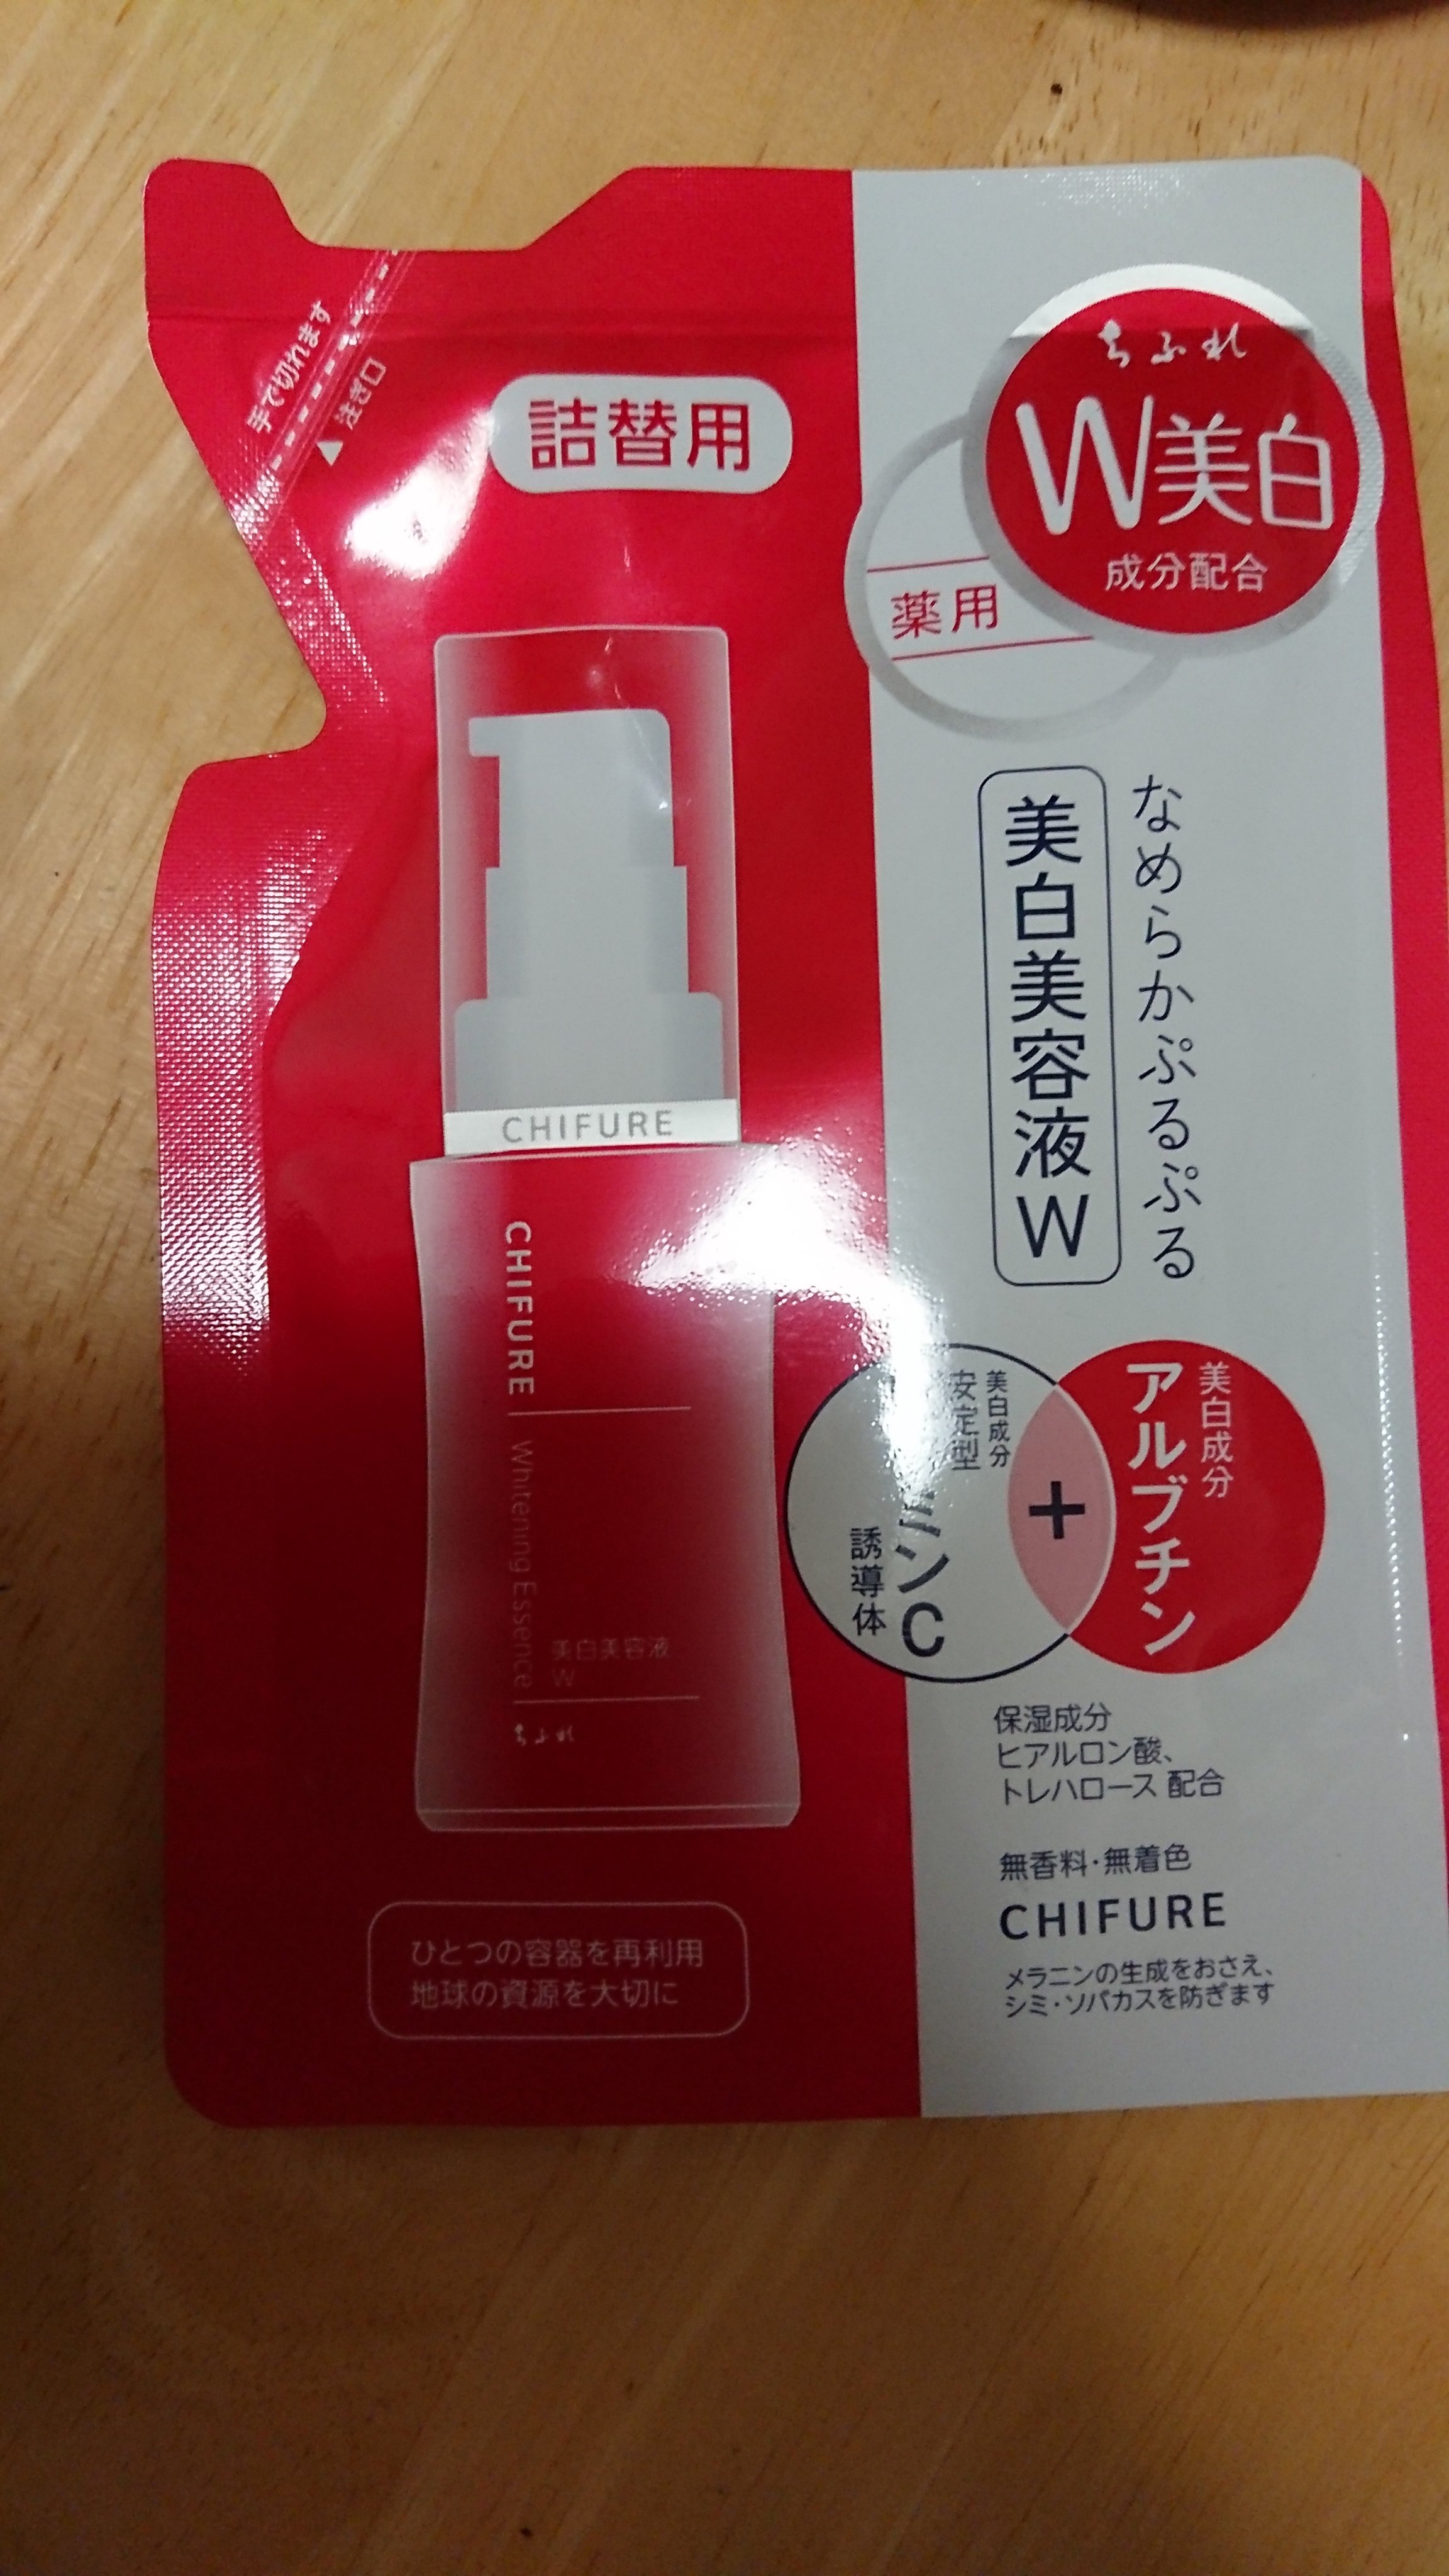 手で切れます
注ぎ口
詰替用
ちふれ
W美白
成分配合
薬用
なめらかぷるぷる
美白美容液W
CHIFURE
CHIFURE
Whitening Essence
美白美容液
W
ちふれ
美白成分
アルブチン
+
美白成分
安定型
ミンC
誘導体
保湿成分
ヒアルロン酸、
トレハロース 配合
無香料・無着色
CHIFURE
メラニンの生成をおさえ、
シミ・ソバカスを防ぎます
ひとつの容器を再利用
地球の資源を大切に